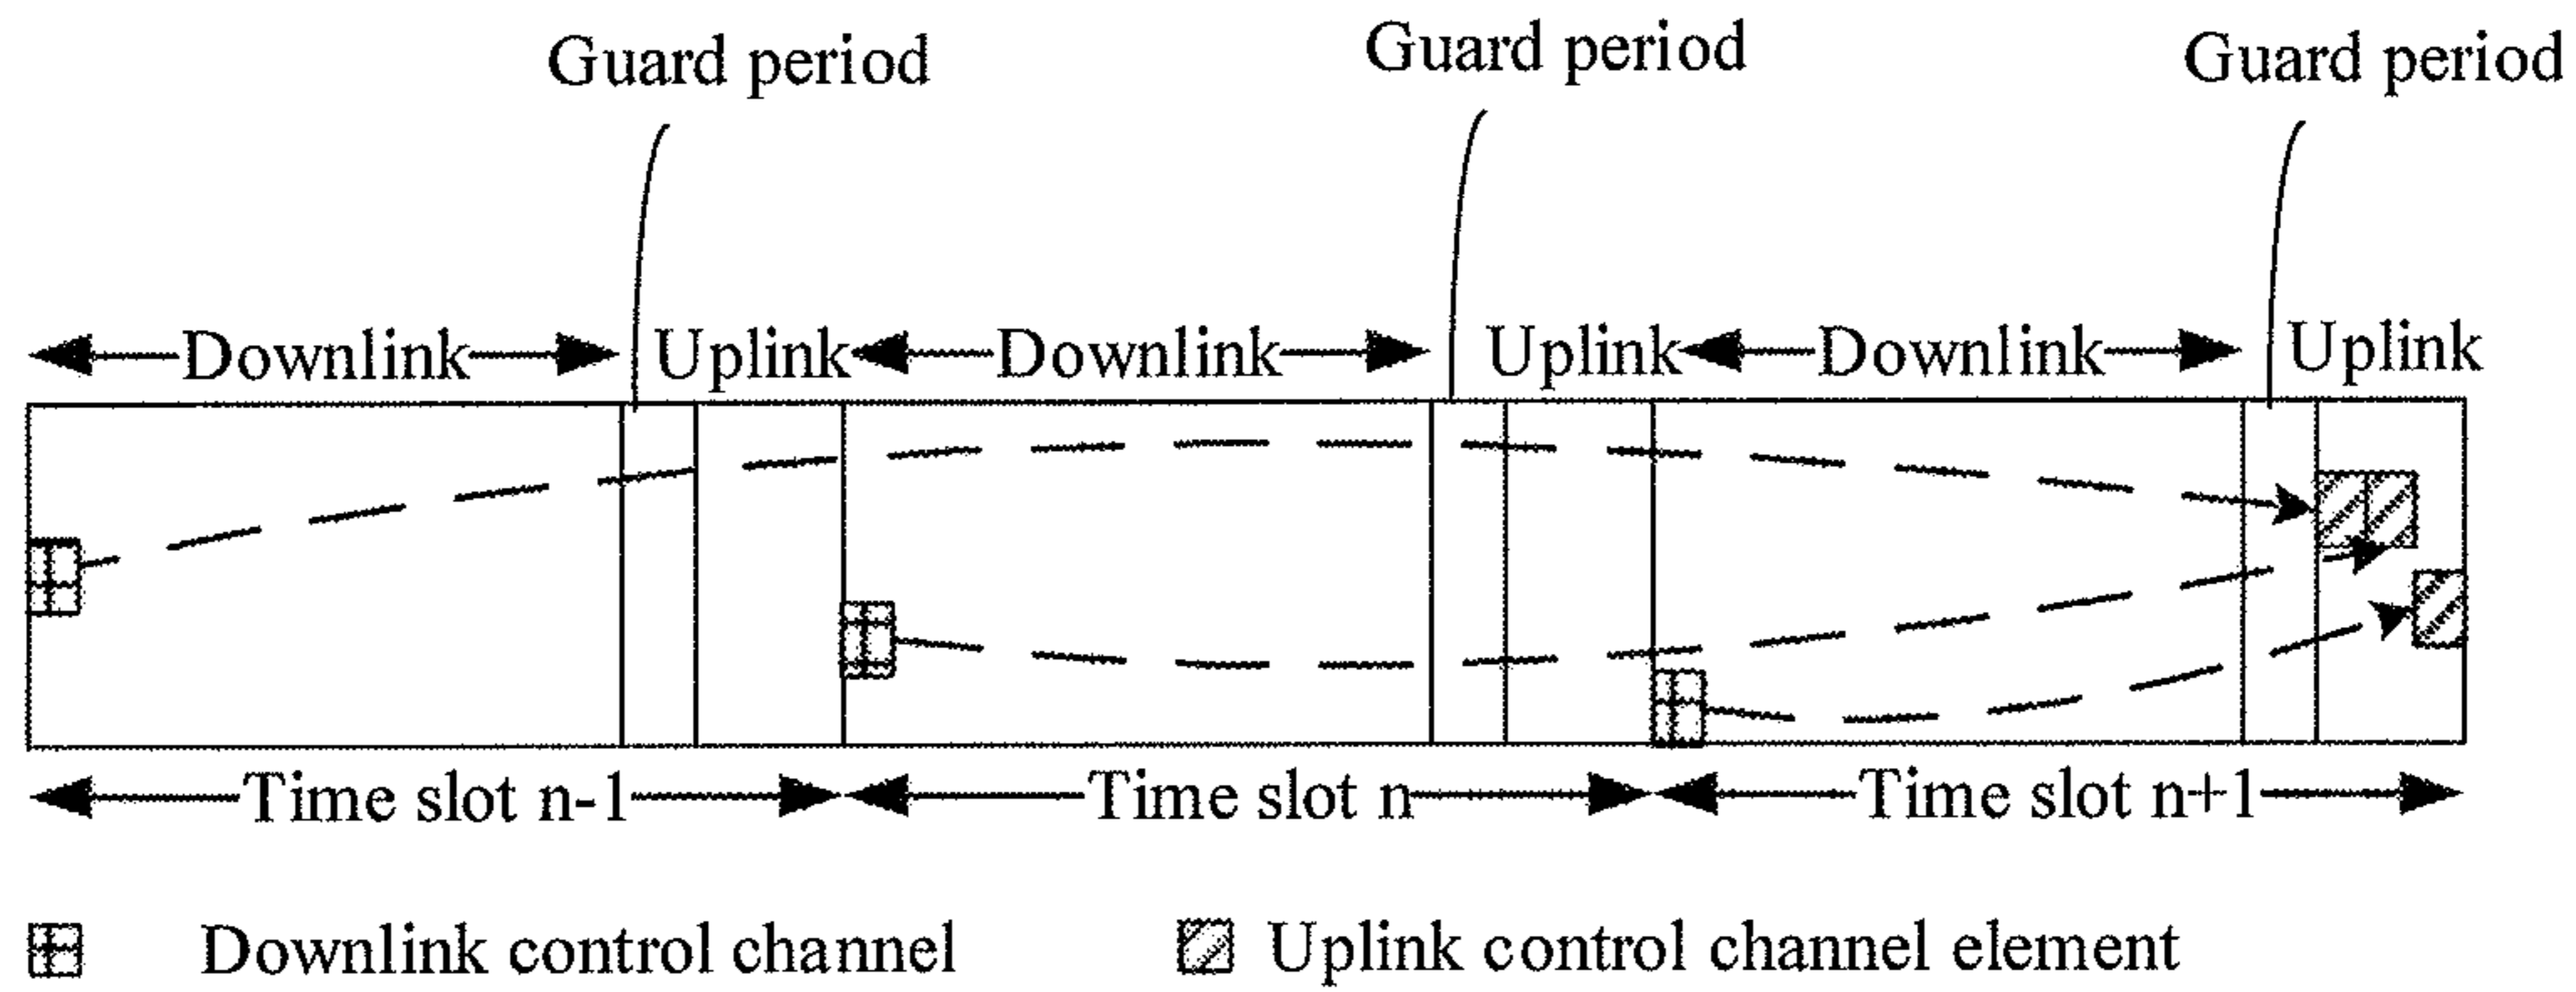 Guard period
Guard period
Guard period
Downlink
Uplink
Downlink
Uplink
Downlink
Uplink
Time slot n-1
Time slot n
Time slot n+1
Downlink control channel
Uplink control channel element